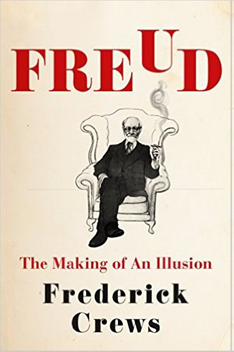 FREUD
The Making of An Illusion
Frederick
Crews